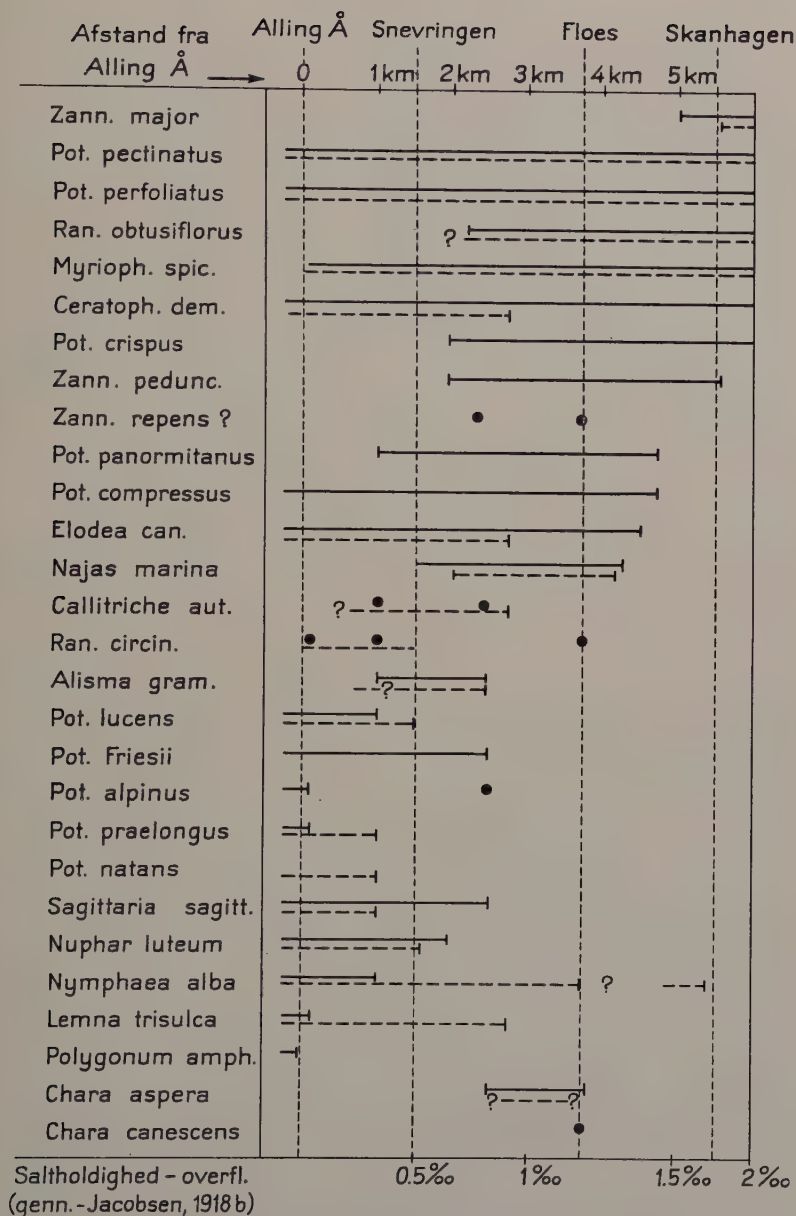 Afstand fra Alling Å Snevringen Floes Skanhagen
Alling Å 0 1km 2km 3km 4km 5km
Zann. major
Pot. pectinatus
Pot. perfoliatus
Ran. obtusiflorus ?
Myrioph. spic.
Ceratoph. dem.
Pot. crispus
Zann. pedunc.
Zann. repens ?
Pot. panormitanus
Pot. compressus
Elodea can.
Najas marina
Callitriche aut. ?
Ran. circin.
Alisma gram. ?
Pot. lucens
Pot. Friesii
Pot. alpinus
Pot. praelongus
Pot. natans
Sagittaria sagitt.
Nuphar luteum
Nymphaea alba ?
Lemna trisulca
Polygonum amph.
Chara aspera ? ?
Chara canescens
Saltholdighed - overfl. 0.5‰ 1‰ 1.5‰ 2‰
(genn.-Jacobsen, 1918 b)